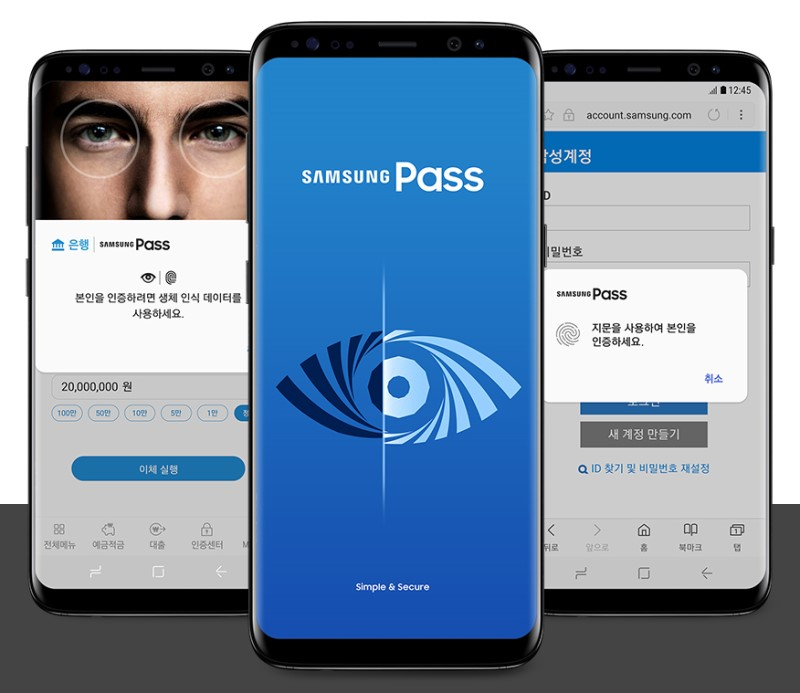 은행 | SAMSUNG Pass
본인을 인증하려면 생체 인식 데이터를
사용하세요.
20,000,000 원
100만 50만 10만 5만 1만
이체 실행
전체메뉴 예금적금 대출 인증센터
SAMSUNG Pass
Simple & Secure
12:45
account.samsung.com
삼성계정
비밀번호
SAMSUNG Pass
지문을 사용하여 본인을
인증하세요.
취소
새 계정 만들기
ID 찾기 및 비밀번호 재설정
뒤로 앞으로 홈 북마크 탭